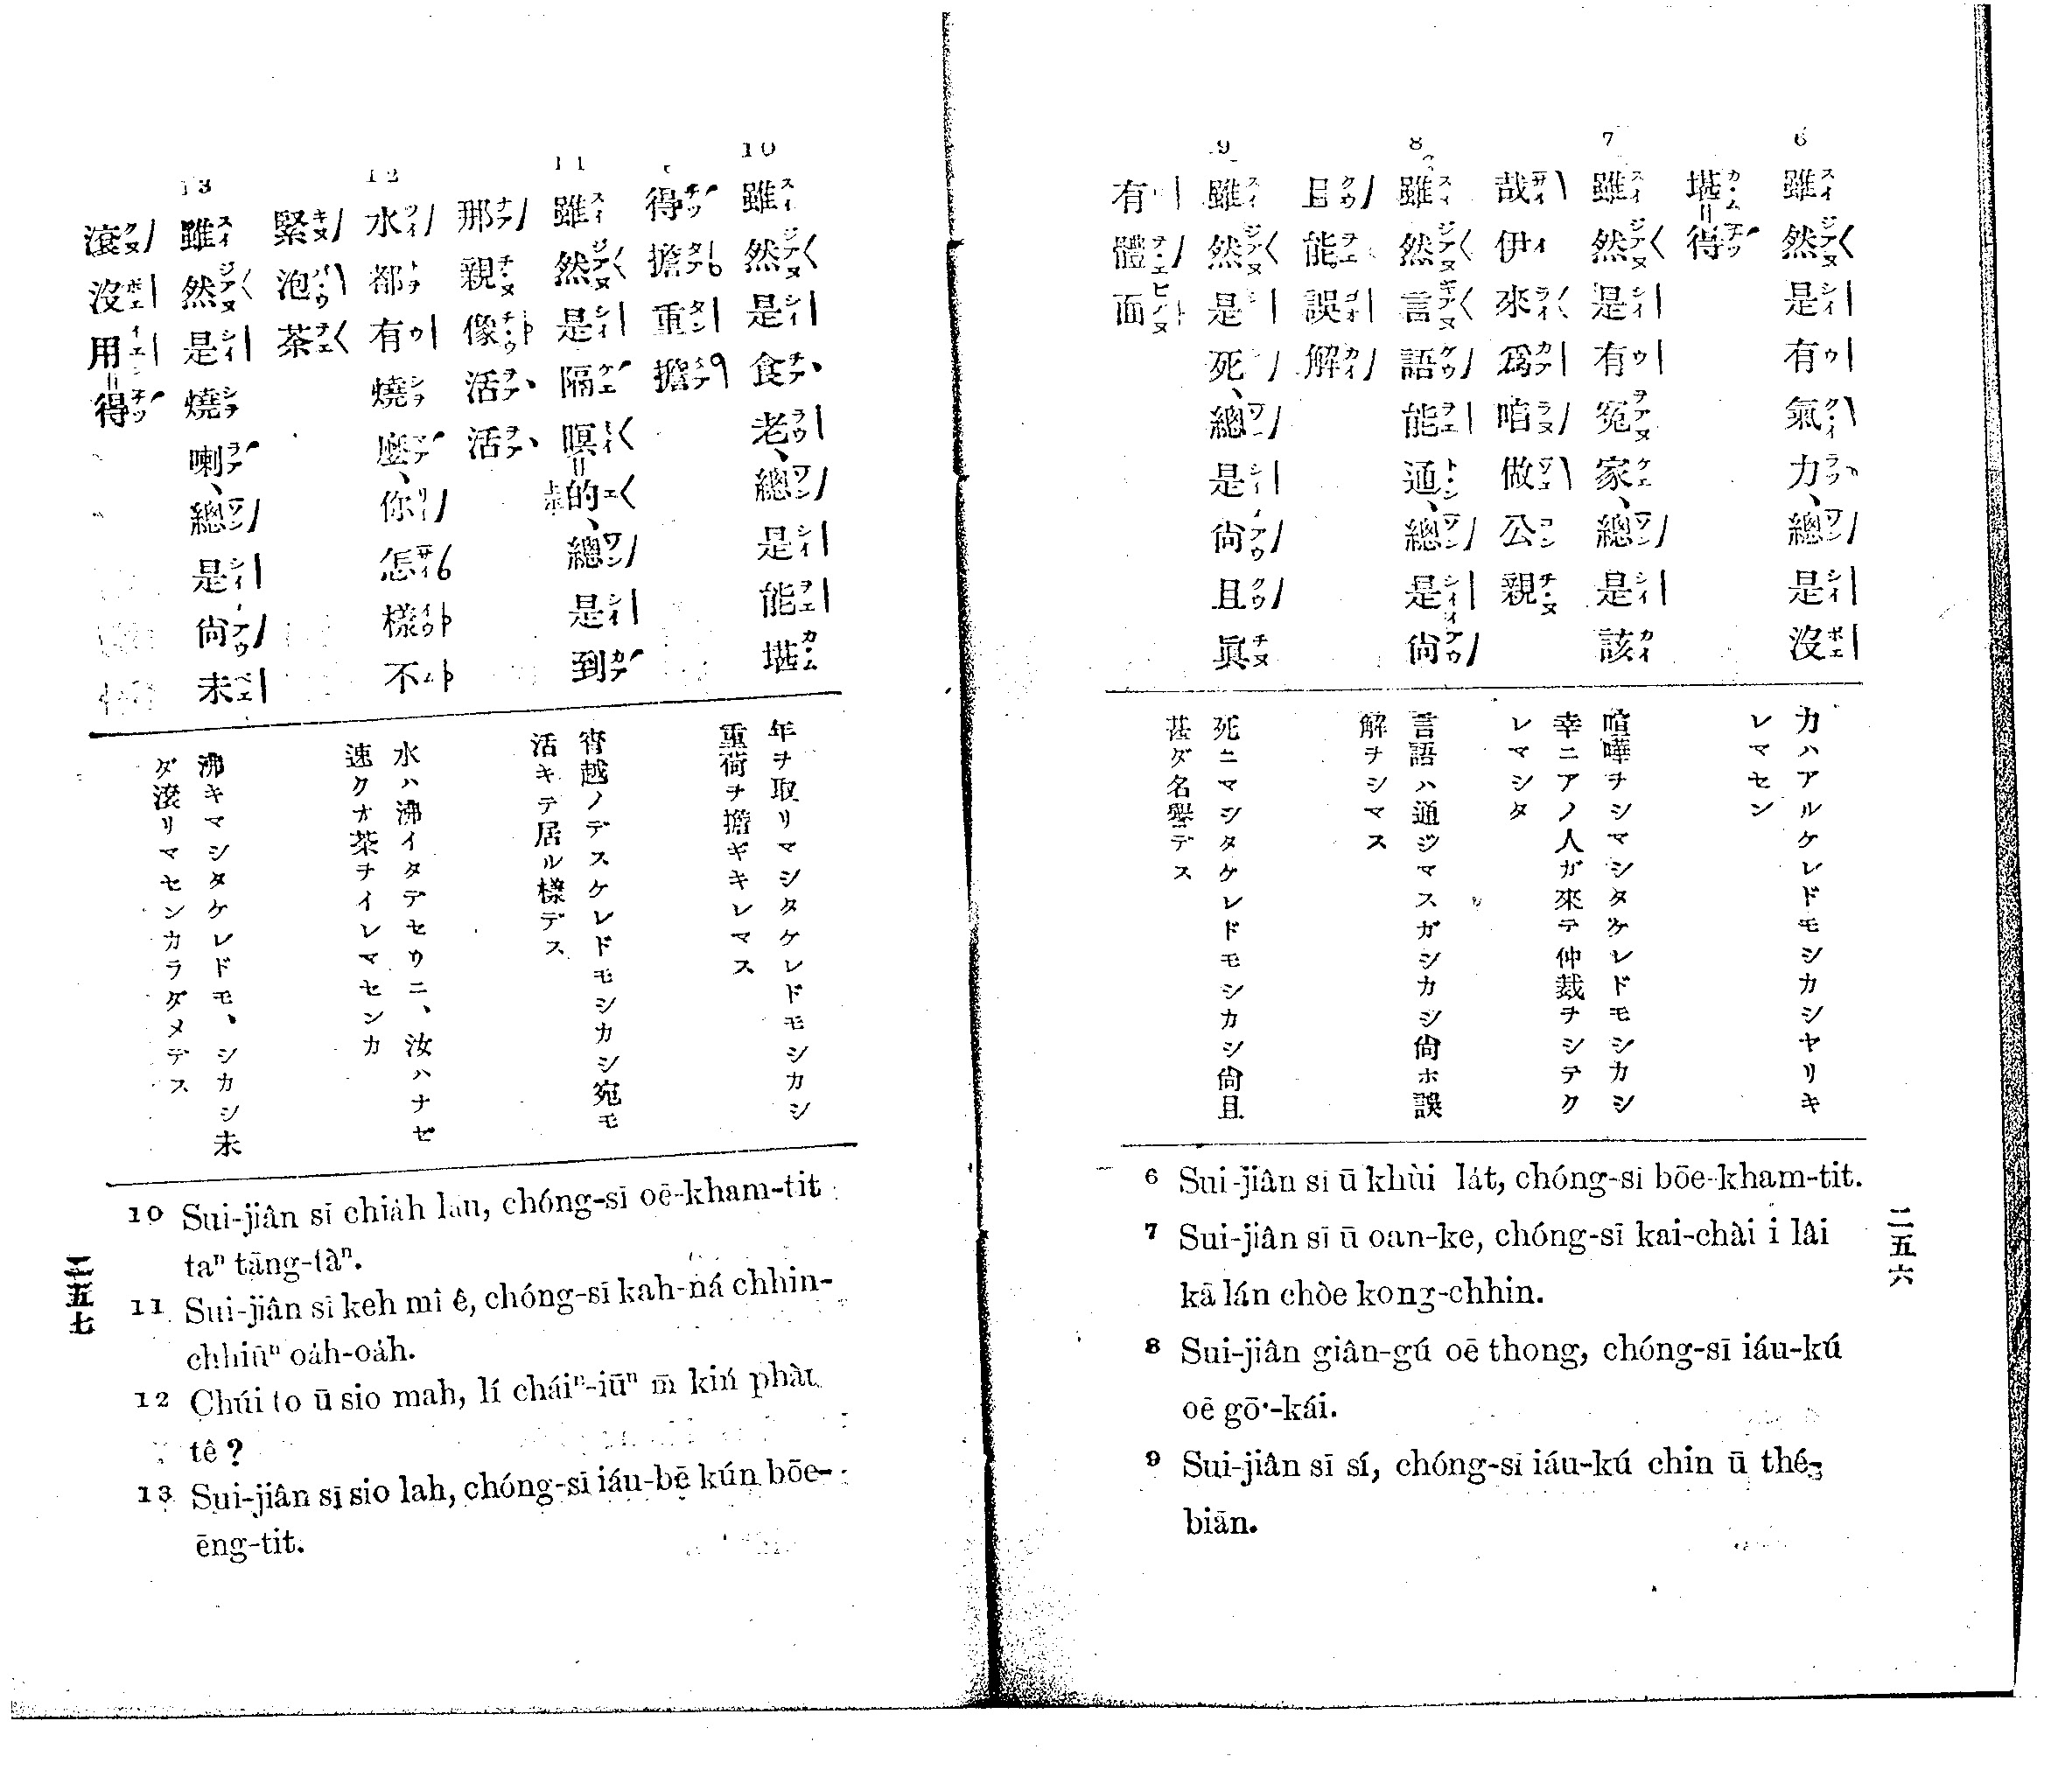 二五六
6
雖然是有氣力、總是沒
堪得
7
雖然是有冤家、總是該
哉伊來爲咱做公親
8
雖然言語能通、總是尙
且能誤解
9
雖然是死、總是尙且眞
有體面
力ハアルケレドモシカシヤリキ
レマセン
喧嘩ヲシマシタケレドモシカシ
幸ニアノ人ガ來テ仲裁ヲシテク
レマシタ
言語ハ通ジマスガシカシ尙ホ誤
解ヲシマス
死ニマシタケレドモシカシ尙且
甚ダ名譽デス
6 Sui-jiân sī ū khùi la̍t, chóng-sī bōe-kham-tit.
7 Sui-jiân sī ū oan-ke, chóng-sī kai-chài i lâi
kā lán chòe kong-chhin.
8 Sui-jiân giân-gú oē thong, chóng-sī iáu-kú
oē gō͘-kái.
9 Sui-jiân sī sí, chóng-sī iáu-kú chin ū thé-
biān.
二五七
10
雖然是食老、總是能堪
得擔重擔
11
雖然是隔暝的、總是到
那親像活活
12
水都有燒麼、你怎樣不
緊泡茶
13
雖然是燒喇、總是尙未
滾沒用得
年ヲ取リマシタケレドモシカシ
重荷ヲ擔ギキレマス
宵越ノデスケレドモシカシ宛モ
活キテ居ル樣デス
水ハ沸イタデセウニ、汝ハナゼ
速クオ茶ヲイレマセンカ
沸キマシタケレドモ、シカシ未
ダ滾リマセンカラダメデス
10 Sui-jiân sī chia̍h lāu, chóng-sī oē-kham-tit
taⁿ tāng-tàⁿ.
11 Sui-jiân sī keh mî ê, chóng-sī kah-ná chhin-
chhiūⁿ oa̍h-oa̍h.
12 Chúi to ū sio mah, lí cháiⁿ-iūⁿ m̄ kín phàu
tê?
13 Sui-jiân sī sio lah, chóng-sī iáu-bē kún bōe-
ēng-tit.